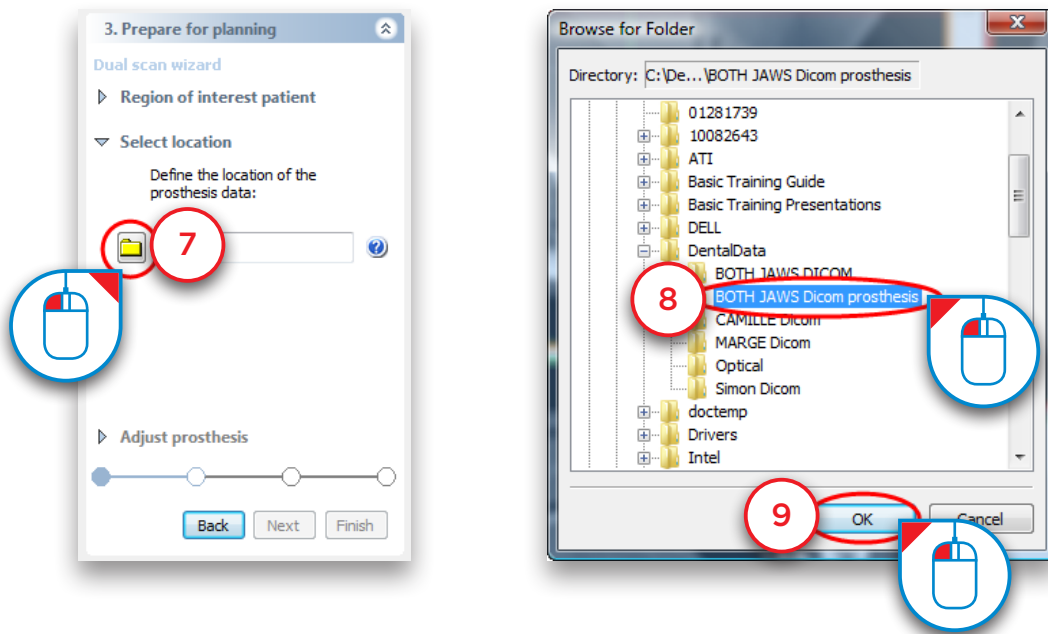 3. Prepare for planning
Dual scan wizard
Region of interest patient
Select location
Define the location of the
prosthesis data:
7
?
Adjust prosthesis
Back Next Finish
Browse for Folder
X
Directory: C:\De...\BOTH JAWS Dicom prosthesis
01281739
10082643
ATI
Basic Training Guide
Basic Training Presentations
DELL
DentalData
BOTH JAWS DICOM
8
BOTH JAWS Dicom prosthesis
CAMILLE Dicom
MARGE Dicom
Optical
Simon Dicom
doctemp
Drivers
Intel
9
OK Cancel